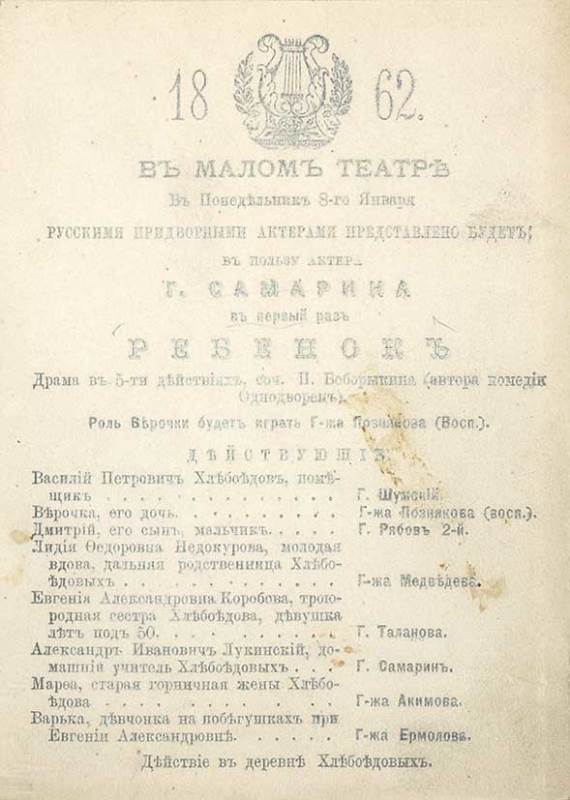 1862.
ВЪ МАЛОМЪ ТЕАТРѢ
Въ Понедѣльникъ 8-го Января
РУССКИМИ ПРИДВОРНЫМИ АКТЕРАМИ ПРЕДСТАВЛЕНО БУДЕТЪ:
ВЪ ПОЛЬЗУ АКТЕРА
Г. САМАРИНА
въ первый разъ
РЕБЕНОКЪ
Драма въ 5-ти дѣйствіяхъ, соч. П. Боборыкина (автора комедіи
Однодворецъ).
Роль Вѣрочки будетъ играть Г-жа Познякова (Восп.).
ДѢЙСТВУЮЩІЕ:
Василій Петровичъ Хлѣбоѣдовъ, помѣ-
щикъ . . . . . . . . . . . . . . Г. Шумскій.
Вѣрочка, его дочь. . . . . . . . . . Г-жа Познякова (восп.).
Дмитрій, его сынъ, мальчикъ. . . . . Г. Рябовъ 2-й.
Лидія Ѳедоровна Недокурова, молодая
вдова, дальняя родственница Хлѣбо-
ѣдовыхъ . . . . . . . . . . . . Г-жа Медвѣдева.
Евгенія Александровна Коробова, трою-
родная сестра Хлѣбоѣдова, дѣвушка
лѣтъ подъ 50. . . . . . . . . . . Г. Таланова.
Александръ Ивановичъ Лукинскій, до-
машній учитель Хлѣбоѣдовыхъ . . . Г. Самаринъ.
Марѳа, старая горничная жены Хлѣбо-
ѣдова . . . . . . . . . . . . . Г-жа Акимова.
Варька, дѣвчонка на побѣгушкахъ при
Евгеніи Александровнѣ. . . . . . Г-жа Ермолова.
Дѣйствіе въ деревнѣ Хлѣбоѣдовыхъ.